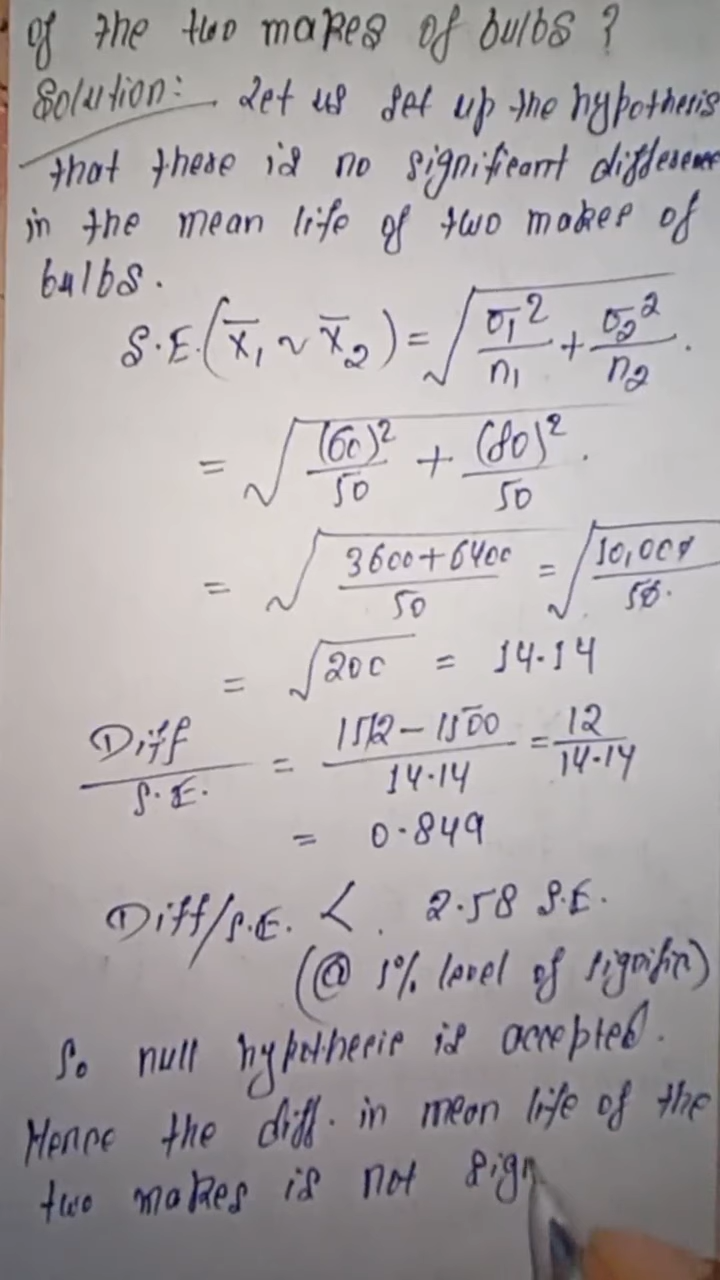 of the two makes of bulbs?
Solution: Let us set up the hypothesis
that there is no significant difference
in the mean life of two makes of
bulbs.
S.E.(x̄₁ ~ x̄₂) = √(σ₁²/n₁ + σ₂²/n₂).
= √((60)²/50 + (80)²/50).
= √((3600+6400)/50) = √(10,000/50).
= √200 = 14.14
Diff/S.E. = (1512-1500)/14.14 = 12/14.14
= 0.849
Diff/S.E. < 2.58 S.E.
(@ 1% level of signific)
So null hypothesis is accepted.
Hence the diff. in mean life of the
two makes is not sign